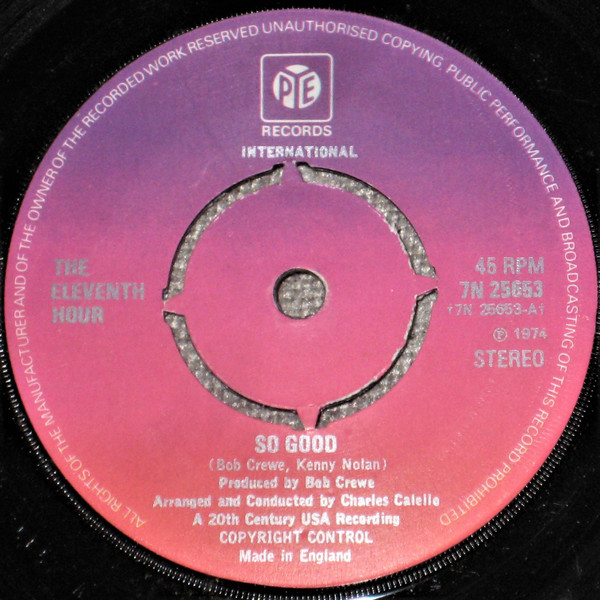 ALL RIGHTS OF THE MANUFACTURER AND OF THE OWNER OF THE RECORDED WORK RESERVED UNAUTHORISED COPYING PUBLIC PERFORMANCE AND BROADCASTING OF THIS RECORD PROHIBITED
PYE
RECORDS
INTERNATIONAL
THE
ELEVENTH
HOUR
45 RPM
7N 25653
†7N 25653-A†
Ⓟ 1974
STEREO
SO GOOD
(Bob Crewe, Kenny Nolan)
Produced by Bob Crewe
Arranged and Conducted by Charles Calello
A 20th Century USA Recording
COPYRIGHT CONTROL
Made in England